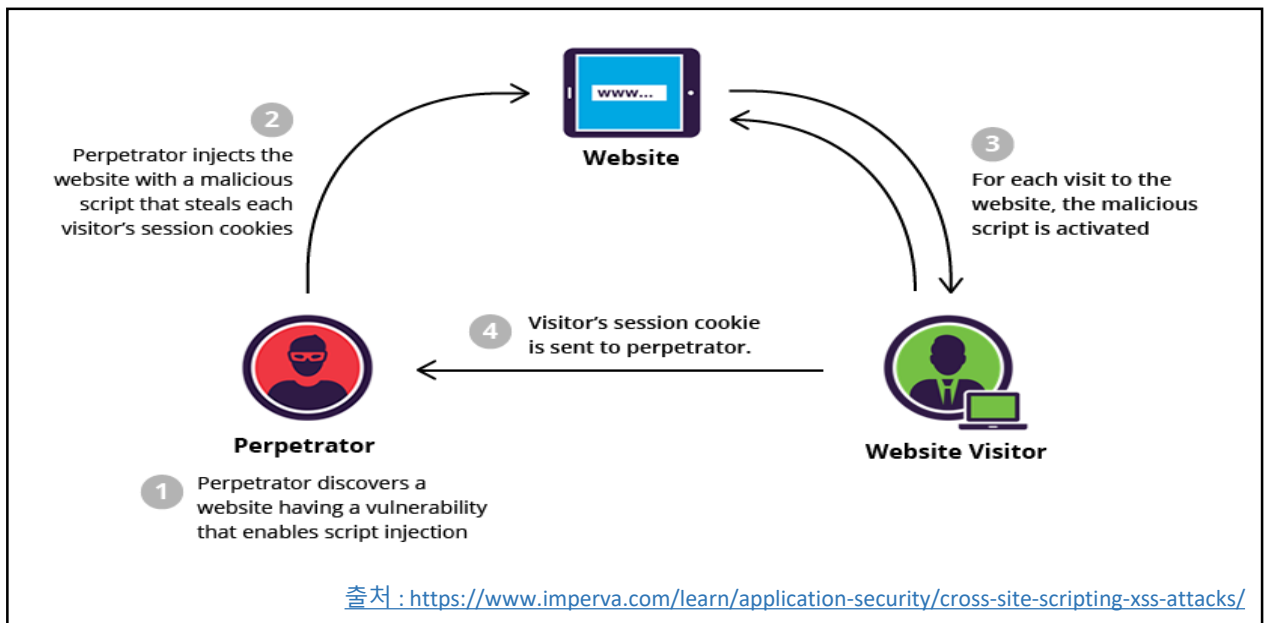 www...
Website
2
Perpetrator injects the
website with a malicious
script that steals each
visitor's session cookies
3
For each visit to the
website, the malicious
script is activated
4
Visitor's session cookie
is sent to perpetrator.
Perpetrator
Website Visitor
1
Perpetrator discovers a
website having a vulnerability
that enables script injection
출처 : https://www.imperva.com/learn/application-security/cross-site-scripting-xss-attacks/